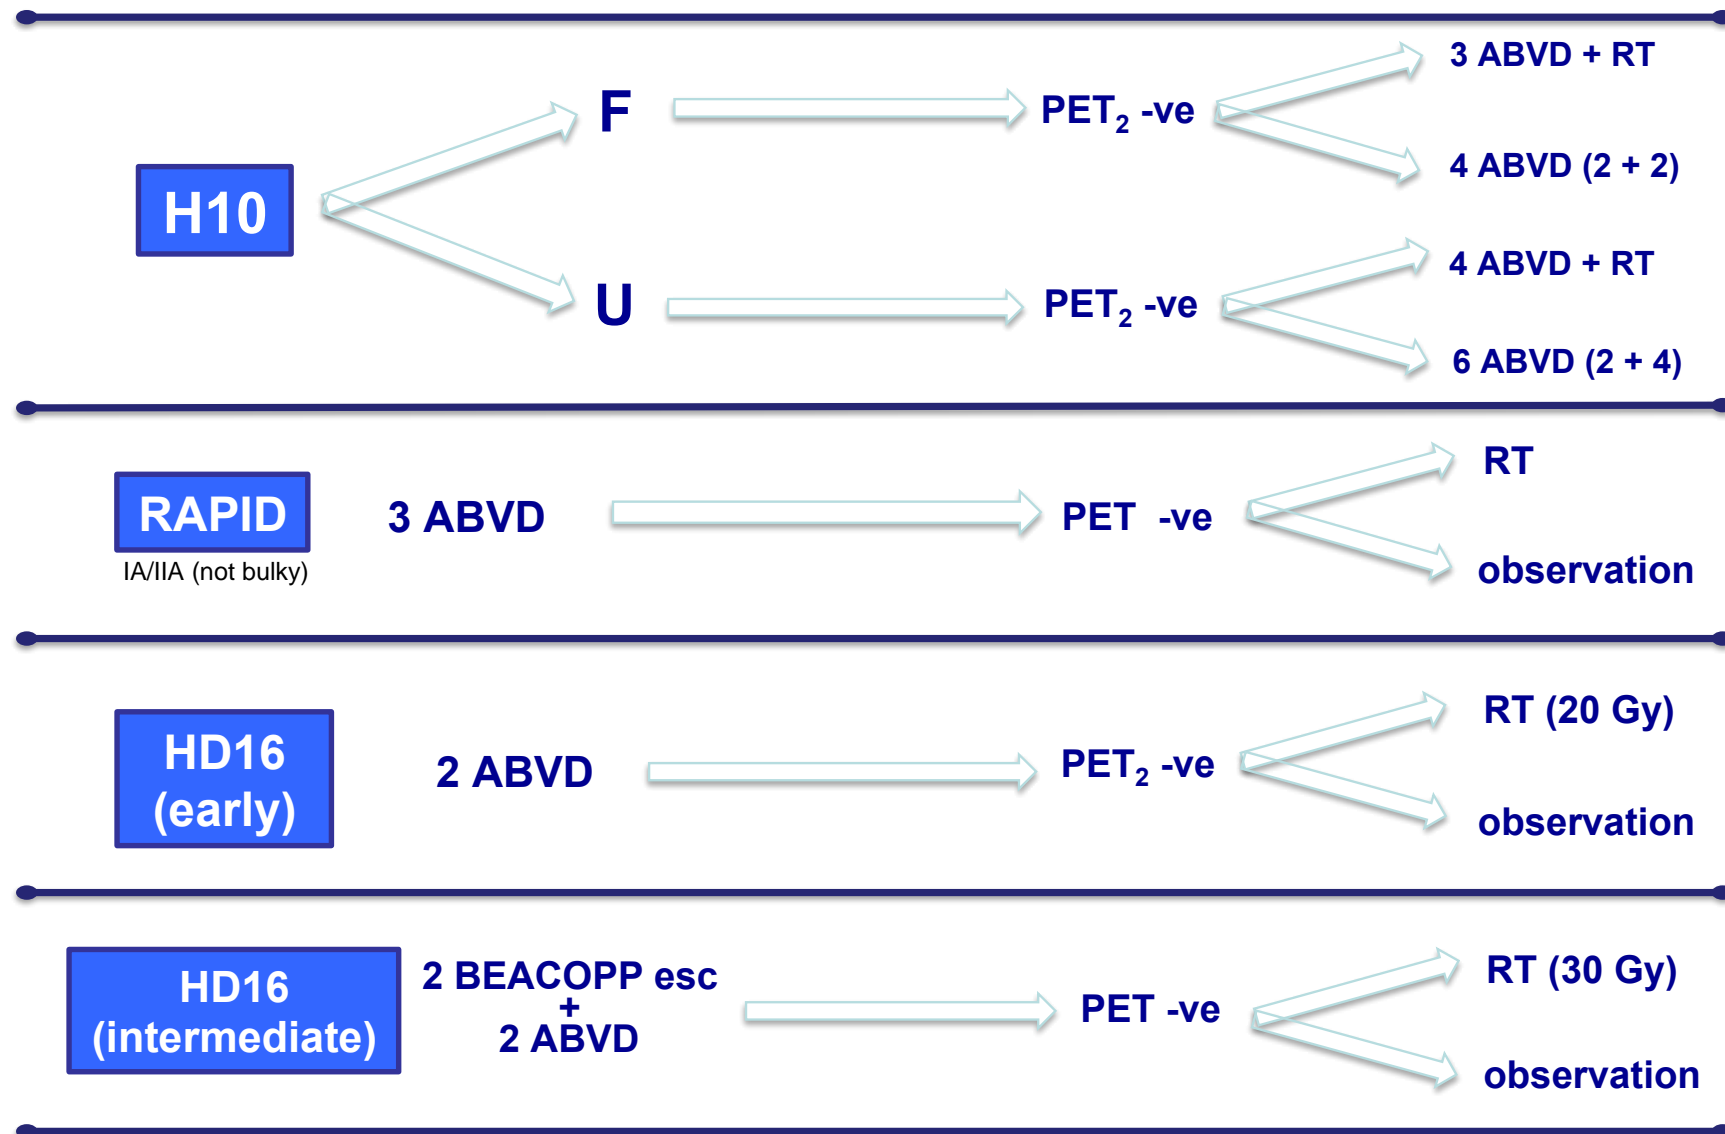 3 ABVD + RT
F
PET2 -ve
H10
4 ABVD (2 + 2)
4 ABVD + RT
U
PET2 -ve
6 ABVD (2 + 4)
RT
RAPID
3 ABVD
PET -ve
IA/IIA (not bulky)
observation
RT (20 Gy)
HD16
(early)
2 ABVD
PET2 -ve
observation
HD16
(intermediate)
2 BEACOPP esc
+
2 ABVD
PET -ve
RT (30 Gy)
observation